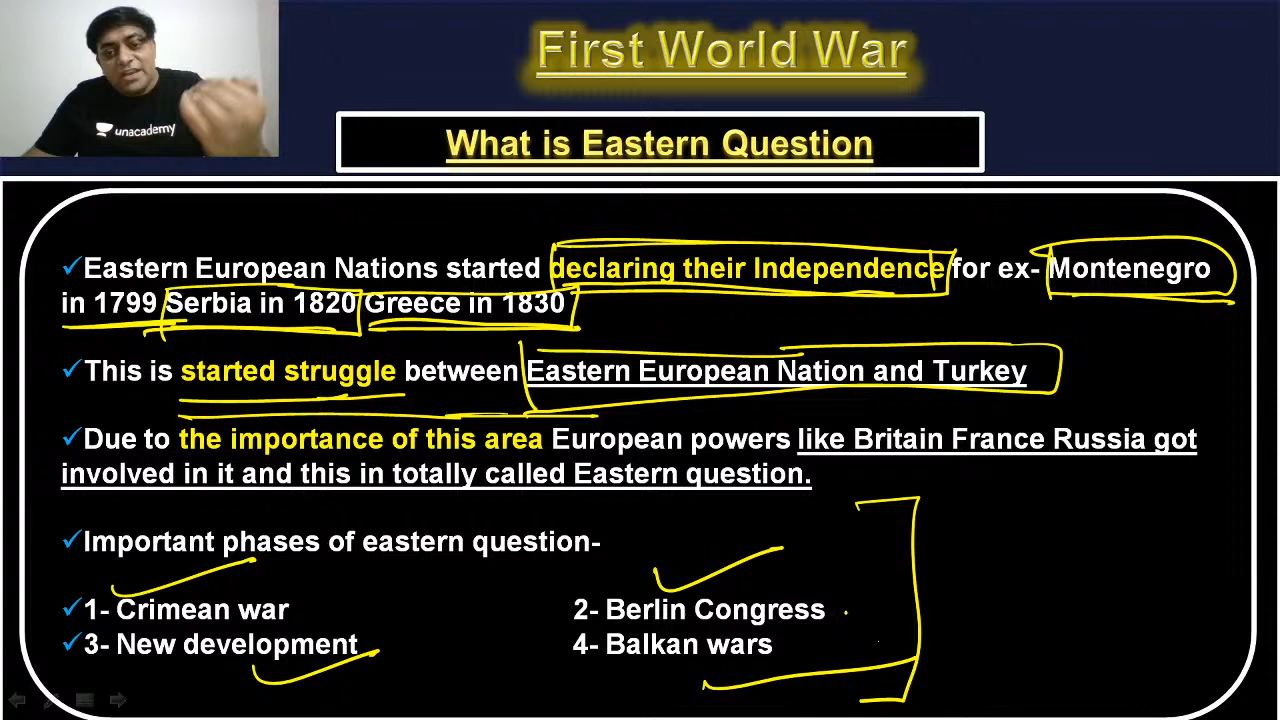 First World War
unacademy
What is Eastern Question
✓Eastern European Nations started declaring their Independence for ex- Montenegro
in 1799 Serbia in 1820 Greece in 1830
✓This is started struggle between Eastern European Nation and Turkey
✓Due to the importance of this area European powers like Britain France Russia got
involved in it and this in totally called Eastern question.
✓Important phases of eastern question-
✓1- Crimean war 2- Berlin Congress
✓3- New development 4- Balkan wars